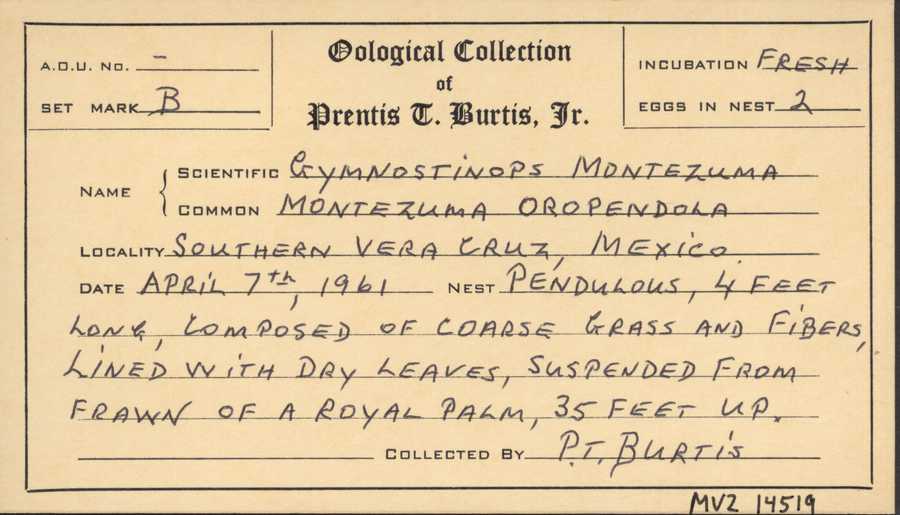 A.O.U. No. -
SET MARK B
Oological Collection
of
Prentis T. Burtis, Jr.
INCUBATION FRESH
EGGS IN NEST 2
NAME { SCIENTIFIC GYMNOSTINOPS MONTEZUMA
COMMON MONTEZUMA OROPENDOLA
LOCALITY SOUTHERN VERA CRUZ, MEXICO
DATE APRIL 7th, 1961 NEST PENDULOUS, 4 FEET
LONG, COMPOSED OF COARSE GRASS AND FIBERS,
LINED WITH DRY LEAVES, SUSPENDED FROM
FRAWN OF A ROYAL PALM, 35 FEET UP.
COLLECTED BY P.T. BURTIS
MVZ 14519